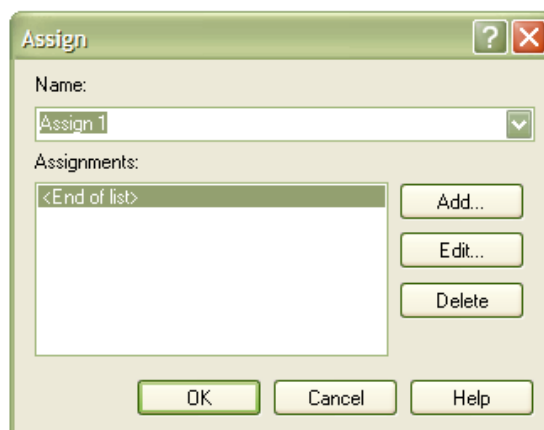 Assign
Name:
Assign 1
Assignments:
<End of list>
Add...
Edit...
Delete
OK
Cancel
Help